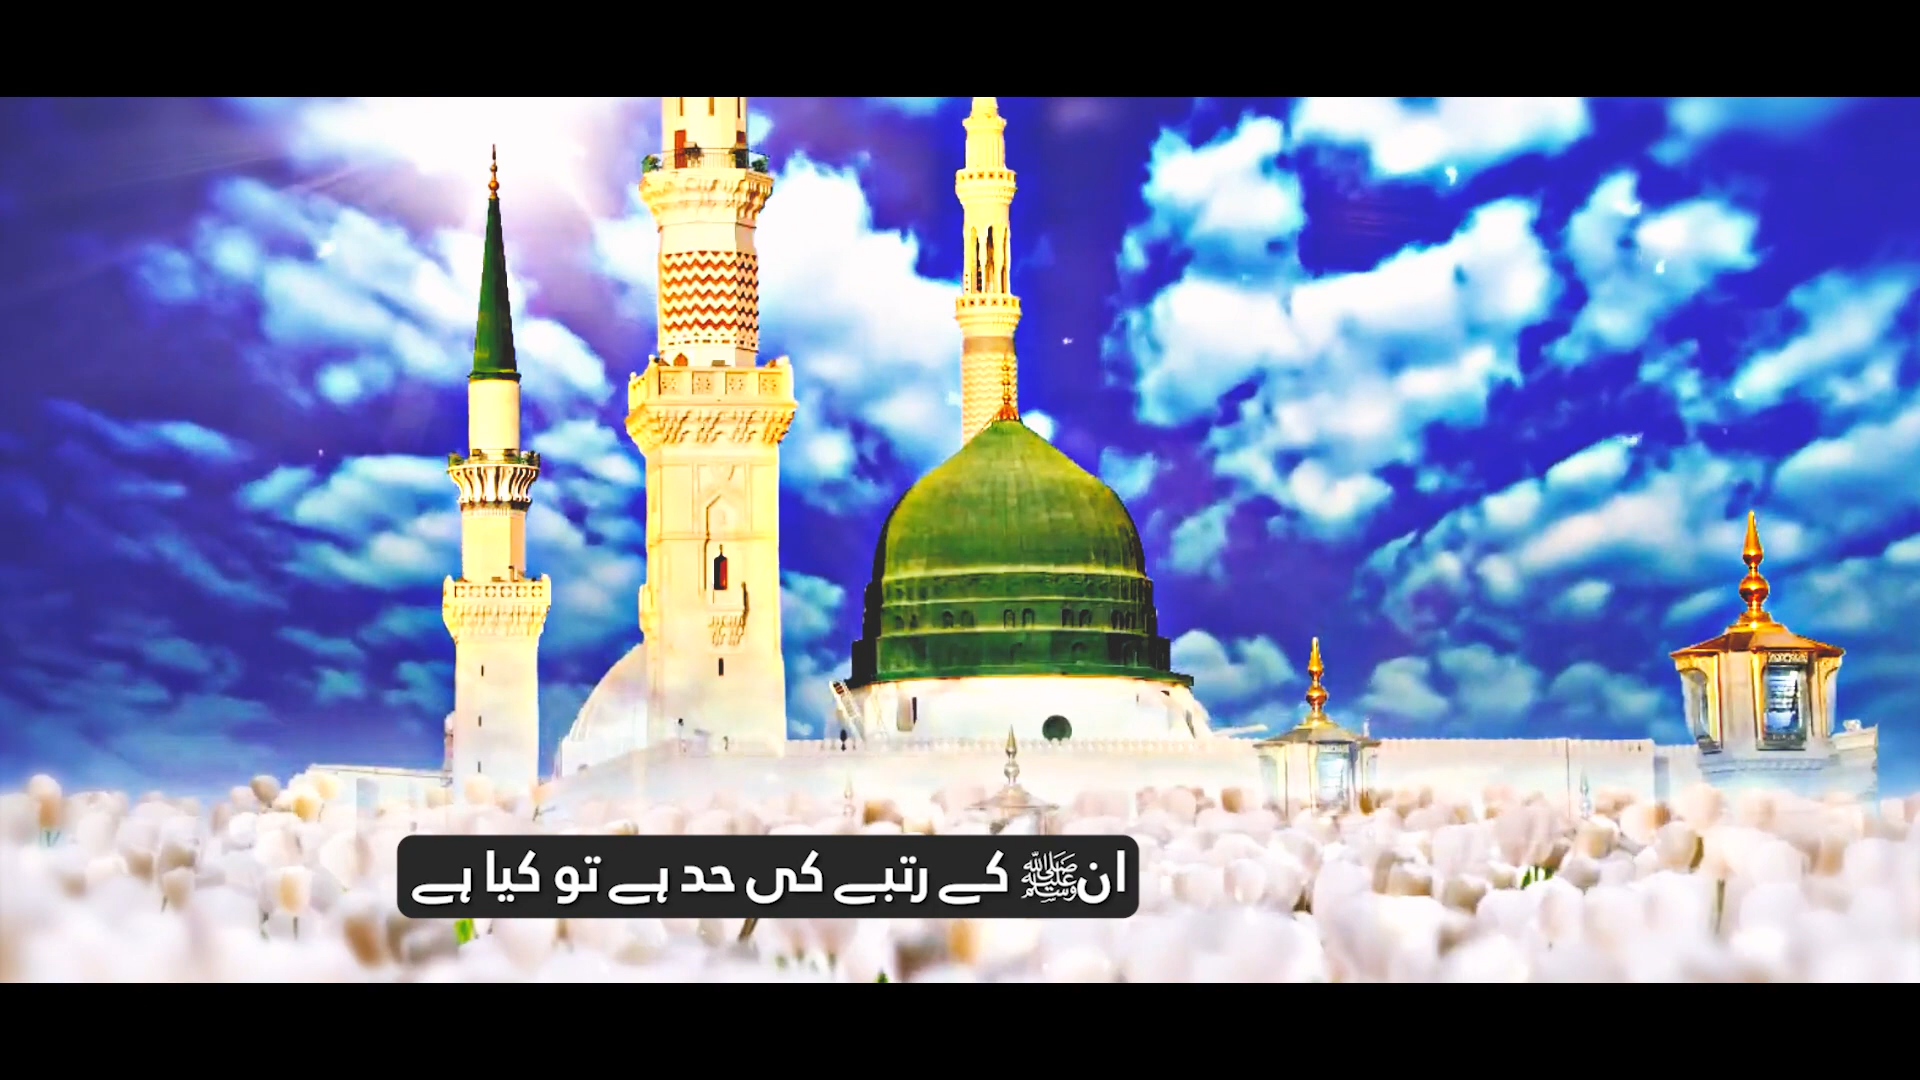 ان ﷺ کے رتبے کی حد ہے تو کیا ہے